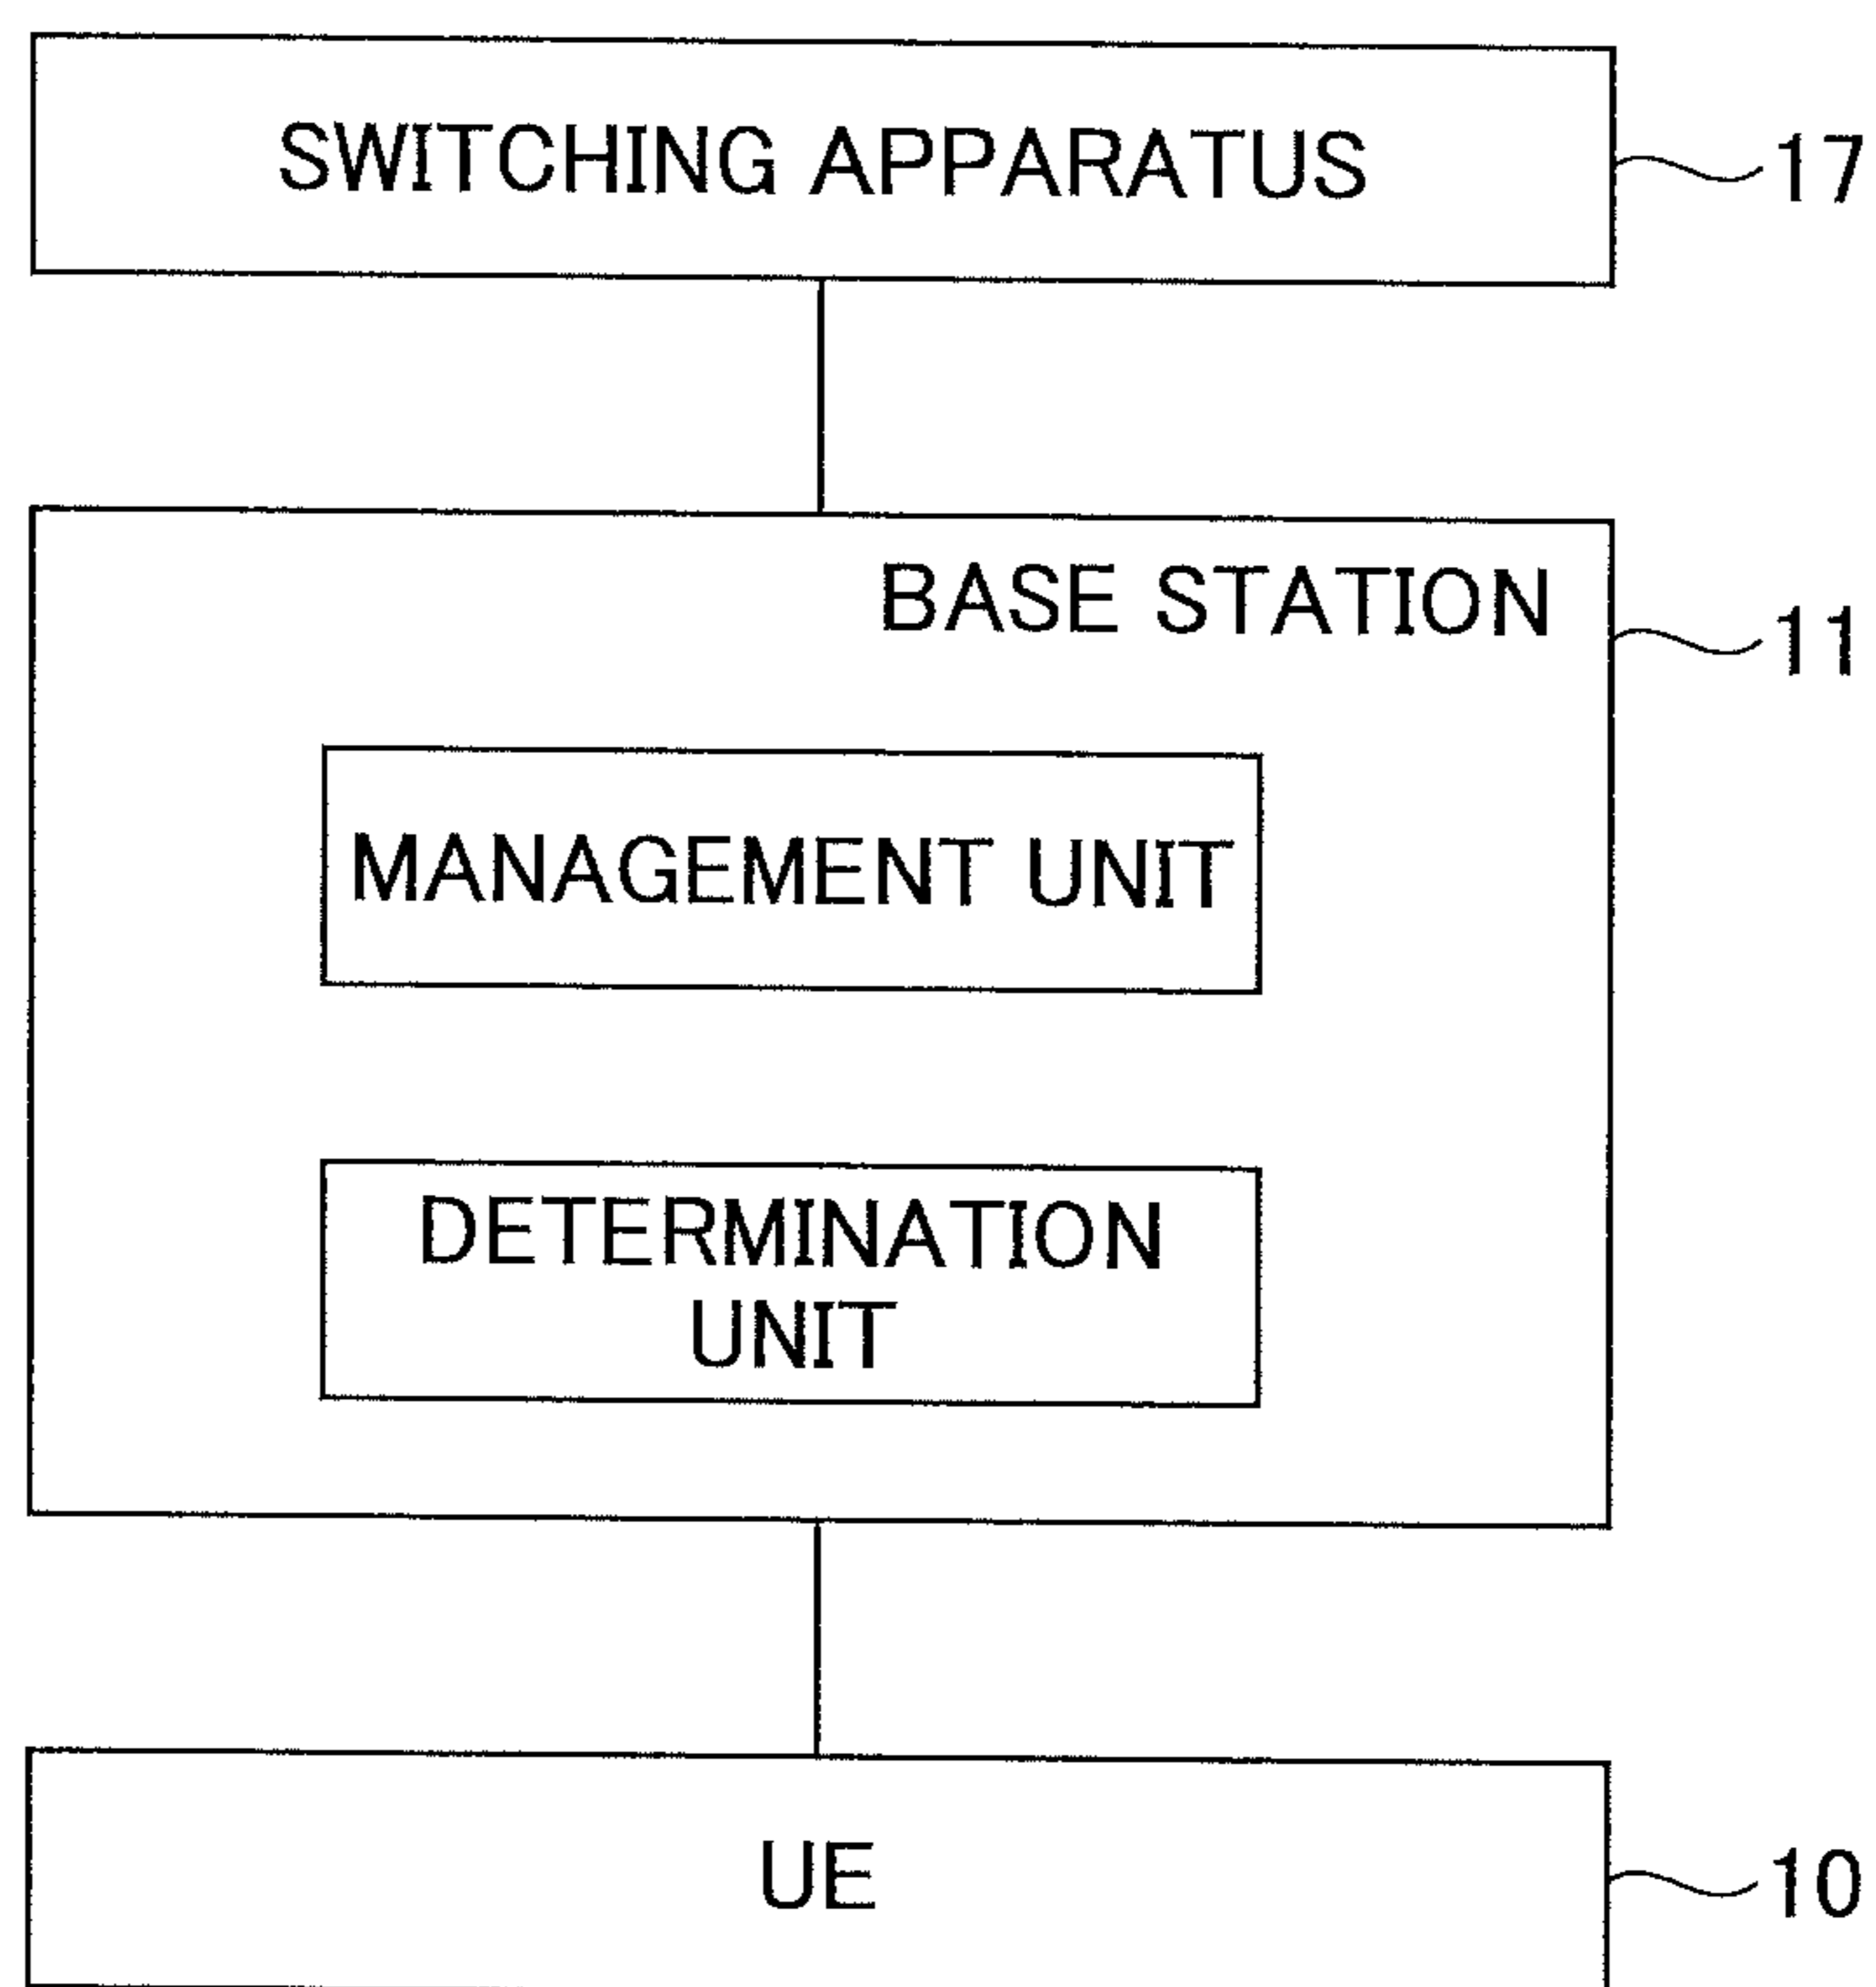 SWITCHING APPARATUS
17
BASE STATION
11
MANAGEMENT UNIT
DETERMINATION
UNIT
UE
10